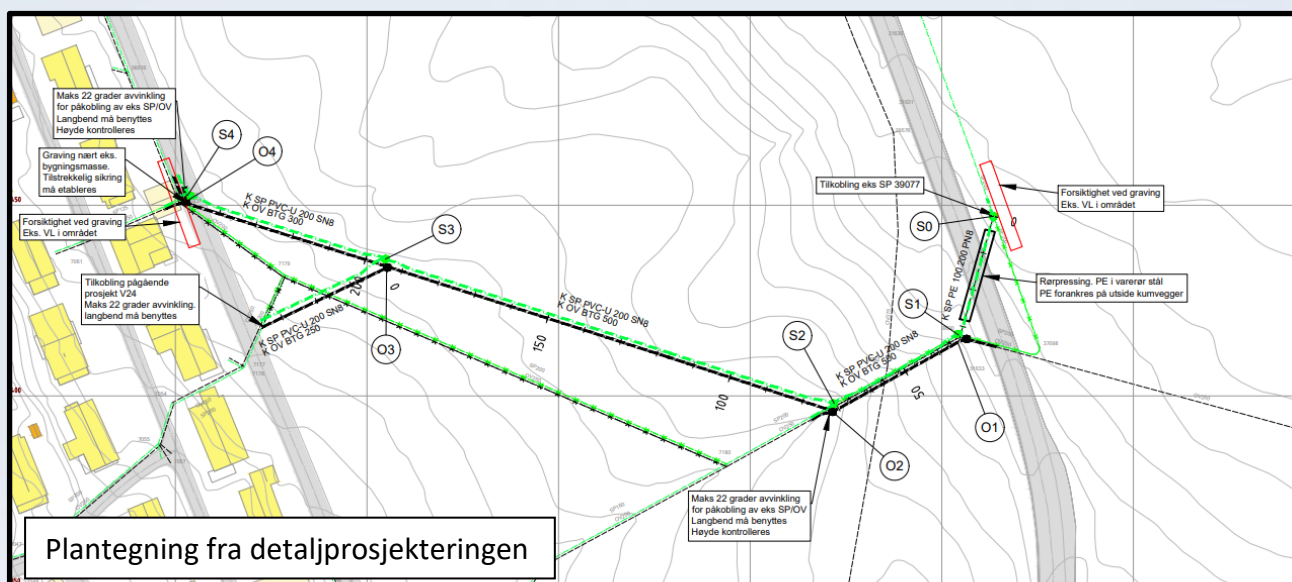 Maks 22 grader avvinkling
for påkobling av eks SP/OV
Langbend må benyttes
Høyde kontrolleres
S4
O4
Graving nært eks.
bygningsmasse.
Tilstrekkelig sikring
må etableres
Forsiktighet ved graving
Eks. VL i området
K SP PVC-U 200 SN8
K OV BTG 300
S3
Tilkobling pågående
prosjekt V24
Maks 22 grader avvinkling.
langbend må benyttes
200
0
K SP PVC-U 200 SN8
K OV BTG 250
O3
K SP PVC-U 200 SN8
K OV BTG 500
150
100
S2
K SP PVC-U 200 SN8
K OV BTG 500
50
O2
Maks 22 grader avvinkling
for påkobling av eks SP/OV
Langbend må benyttes
Høyde kontrolleres
Tilkobling eks SP 39077
S0
0
Forsiktighet ved graving
Eks. VL i området
K SP PE 100 200 PN8
S1
Rørpressing. PE i varerør stål
PE forankres på utside kumvegger
O1
Plantegning fra detaljprosjekteringen